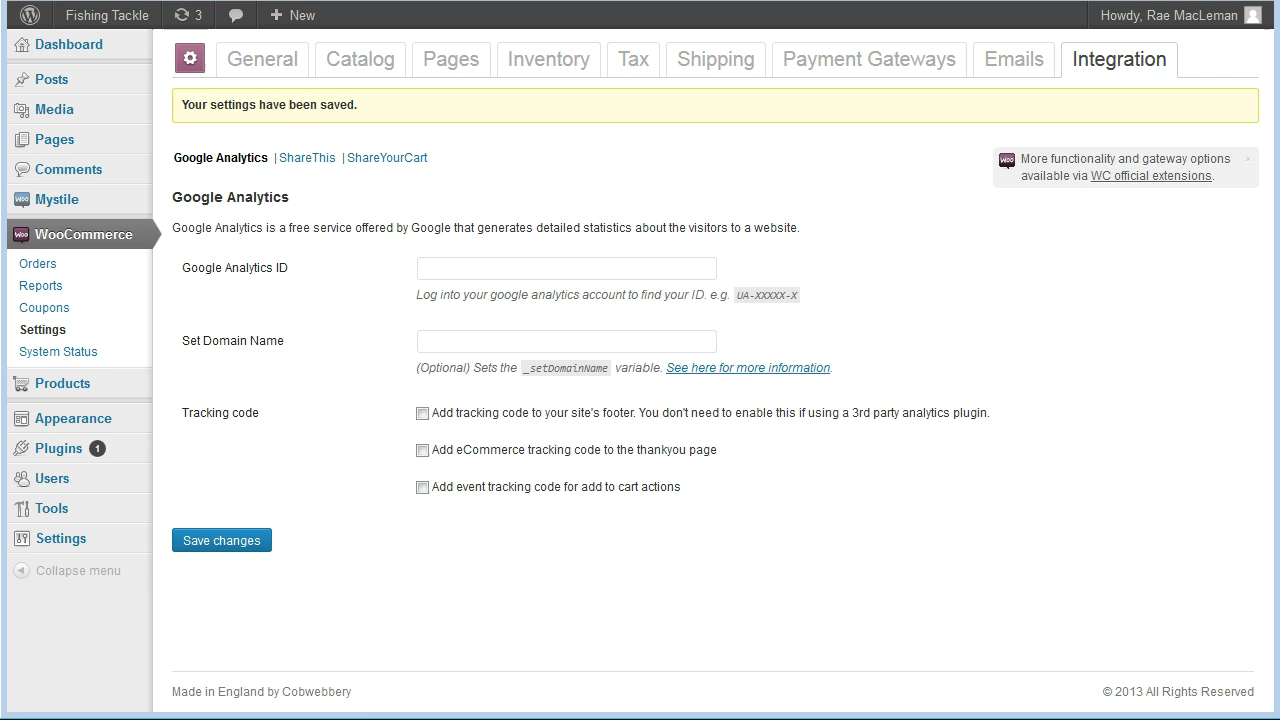 Fishing Tackle 3 New Howdy, Rae MacLeman
Dashboard
Posts
Media
Pages
Comments
Mystile
WooCommerce
Orders
Reports
Coupons
Settings
System Status
Products
Appearance
Plugins 1
Users
Tools
Settings
Collapse menu
General Catalog Pages Inventory Tax Shipping Payment Gateways Emails Integration
Your settings have been saved.
Google Analytics | ShareThis | ShareYourCart
More functionality and gateway options
available via WC official extensions.
Google Analytics
Google Analytics is a free service offered by Google that generates detailed statistics about the visitors to a website.
Google Analytics ID
Log into your google analytics account to find your ID. e.g. UA-XXXXX-X
Set Domain Name
(Optional) Sets the _setDomainName variable. See here for more information.
Tracking code
Add tracking code to your site's footer. You don't need to enable this if using a 3rd party analytics plugin.
Add eCommerce tracking code to the thankyou page
Add event tracking code for add to cart actions
Save changes
Made in England by Cobwebbery
© 2013 All Rights Reserved